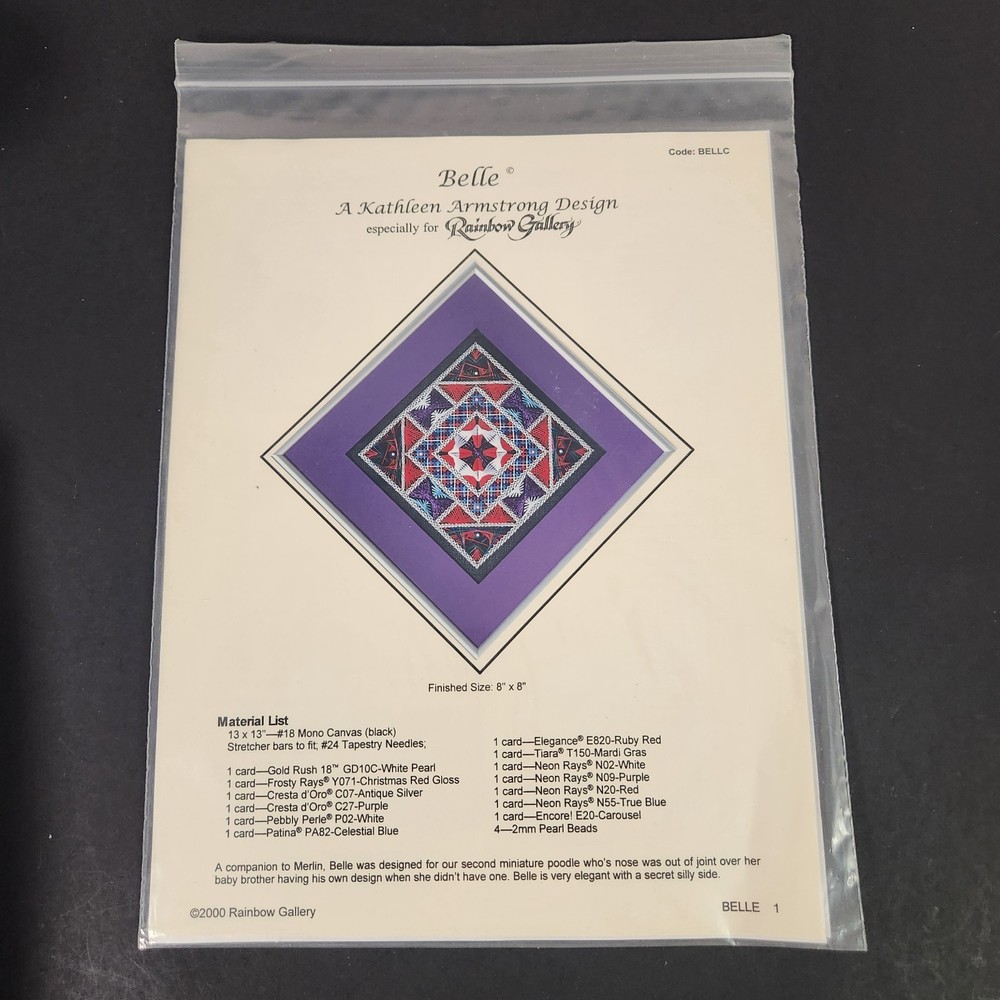 Code: BELLC
Belle ©
A Kathleen Armstrong Design
especially for Rainbow Gallery
Finished Size: 8" x 8"
Material List
13 x 13"—#18 Mono Canvas (black)
Stretcher bars to fit; #24 Tapestry Needles;
1 card—Gold Rush 18™ GD10C-White Pearl
1 card—Frosty Rays® Y071-Christmas Red Gloss
1 card—Cresta d'Oro® C07-Antique Silver
1 card—Cresta d'Oro® C27-Purple
1 card—Pebbly Perle® P02-White
1 card—Patina® PA82-Celestial Blue
1 card—Elegance® E820-Ruby Red
1 card—Tiara® T150-Mardi Gras
1 card—Neon Rays® N02-White
1 card—Neon Rays® N09-Purple
1 card—Neon Rays® N20-Red
1 card—Neon Rays® N55-True Blue
1 card—Encore! E20-Carousel
4—2mm Pearl Beads
A companion to Merlin, Belle was designed for our second miniature poodle who's nose was out of joint over her
baby brother having his own design when she didn't have one. Belle is very elegant with a secret silly side.
©2000 Rainbow Gallery
BELLE 1